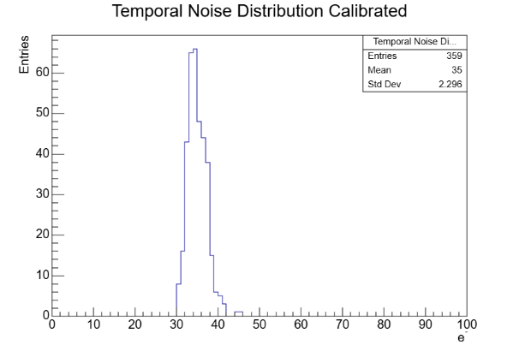 Temporal Noise Distribution Calibrated
Entries
Temporal Noise Di...
Entries 359
Mean 35
Std Dev 2.296
60
50
40
30
20
10
0
0 10 20 30 40 50 60 70 80 90 100
e-